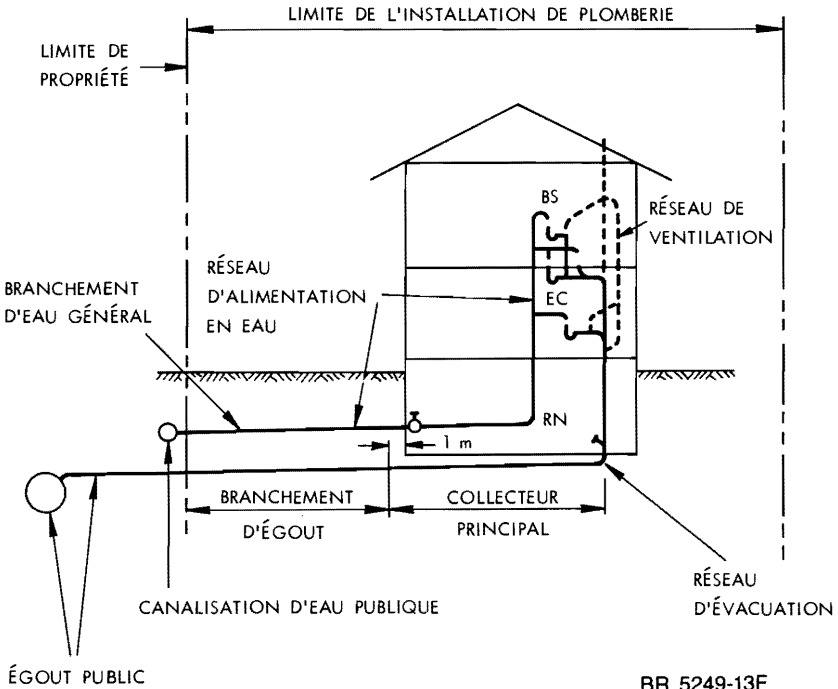 LIMITE DE L'INSTALLATION DE PLOMBERIE
LIMITE DE
PROPRIÉTÉ
BS
RÉSEAU DE
VENTILATION
RÉSEAU
D'ALIMENTATION
EN EAU
BRANCHEMENT
D'EAU GÉNÉRAL
EC
RN
1 m
BRANCHEMENT
D'ÉGOUT
COLLECTEUR
PRINCIPAL
CANALISATION D'EAU PUBLIQUE
RÉSEAU
D'ÉVACUATION
ÉGOUT PUBLIC
BR 5249-13F